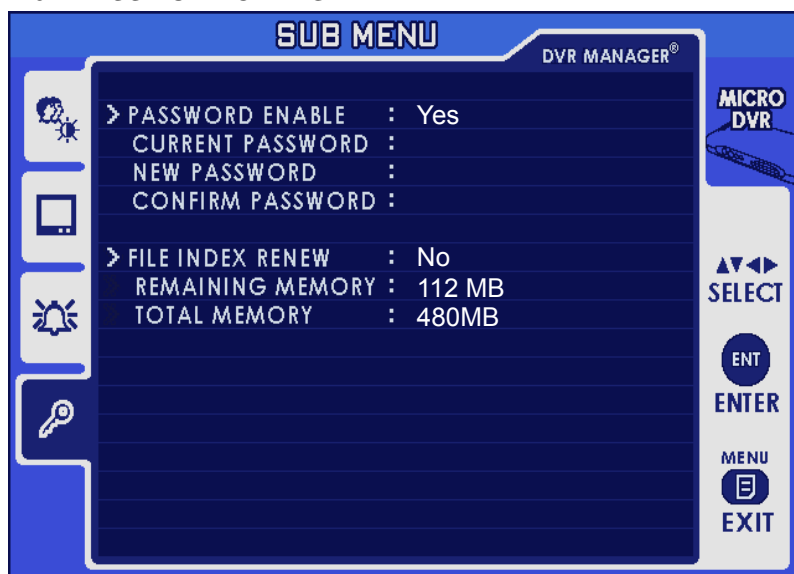 SUB MENU
DVR MANAGER®
MICRO
DVR
PASSWORD ENABLE : Yes
CURRENT PASSWORD :
NEW PASSWORD :
CONFIRM PASSWORD :
FILE INDEX RENEW : No
REMAINING MEMORY : 112 MB
TOTAL MEMORY : 480MB
SELECT
ENT
ENTER
MENU
EXIT